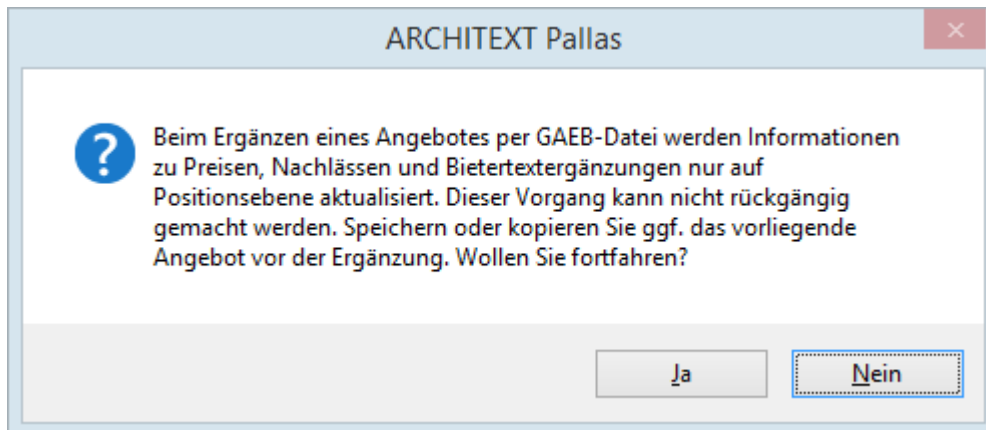 ARCHITEXT Pallas
Beim Ergänzen eines Angebotes per GAEB-Datei werden Informationen
zu Preisen, Nachlässen und Bietertextergänzungen nur auf
Positionsebene aktualisiert. Dieser Vorgang kann nicht rückgängig
gemacht werden. Speichern oder kopieren Sie ggf. das vorliegende
Angebot vor der Ergänzung. Wollen Sie fortfahren?
Ja
Nein